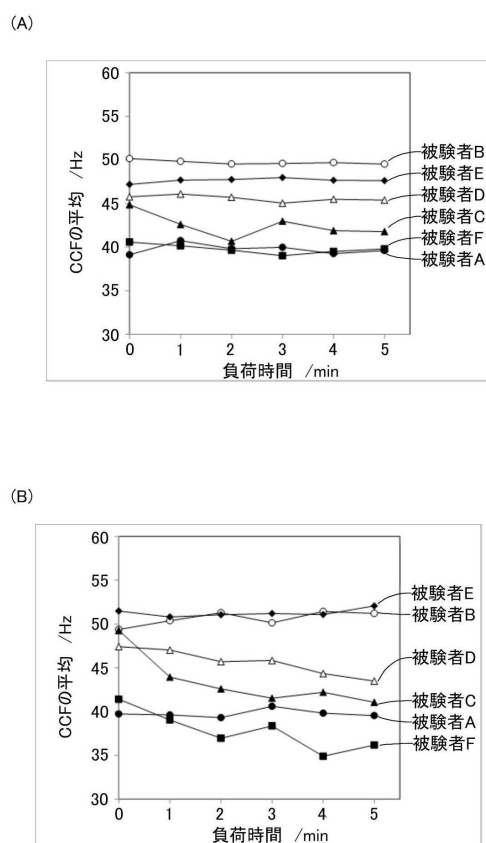 (A)
CCFの平均 /Hz
60
55
50
45
40
35
30
被験者B
被験者E
被験者D
被験者C
被験者F
被験者A
0 1 2 3 4 5
負荷時間 /min
(B)
CCFの平均 /Hz
60
55
50
45
40
35
30
被験者E
被験者B
被験者D
被験者C
被験者A
被験者F
0 1 2 3 4 5
負荷時間 /min